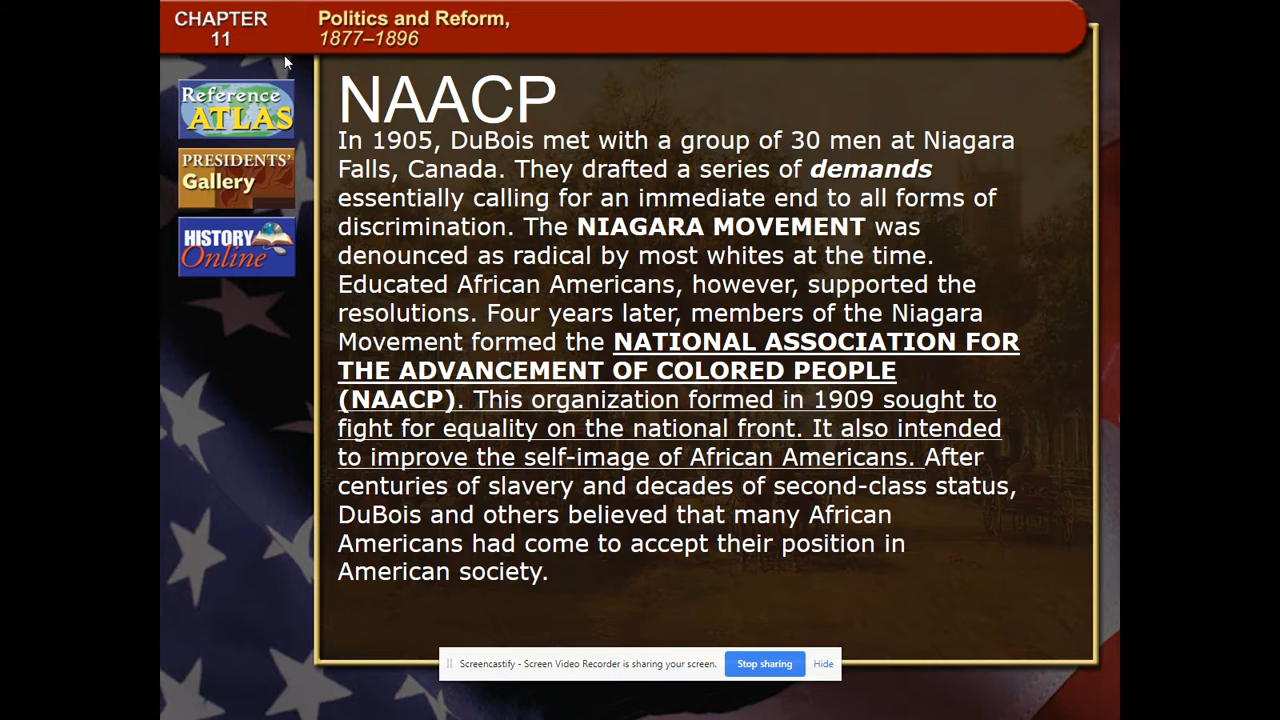 CHAPTER
11
Politics and Reform,
1877–1896
Reference
ATLAS
PRESIDENTS'
Gallery
HISTORY
Online
NAACP
In 1905, DuBois met with a group of 30 men at Niagara
Falls, Canada. They drafted a series of demands
essentially calling for an immediate end to all forms of
discrimination. The NIAGARA MOVEMENT was
denounced as radical by most whites at the time.
Educated African Americans, however, supported the
resolutions. Four years later, members of the Niagara
Movement formed the NATIONAL ASSOCIATION FOR
THE ADVANCEMENT OF COLORED PEOPLE
(NAACP). This organization formed in 1909 sought to
fight for equality on the national front. It also intended
to improve the self-image of African Americans. After
centuries of slavery and decades of second-class status,
DuBois and others believed that many African
Americans had come to accept their position in
American society.
Screencastify - Screen Video Recorder is sharing your screen. Stop sharing Hide